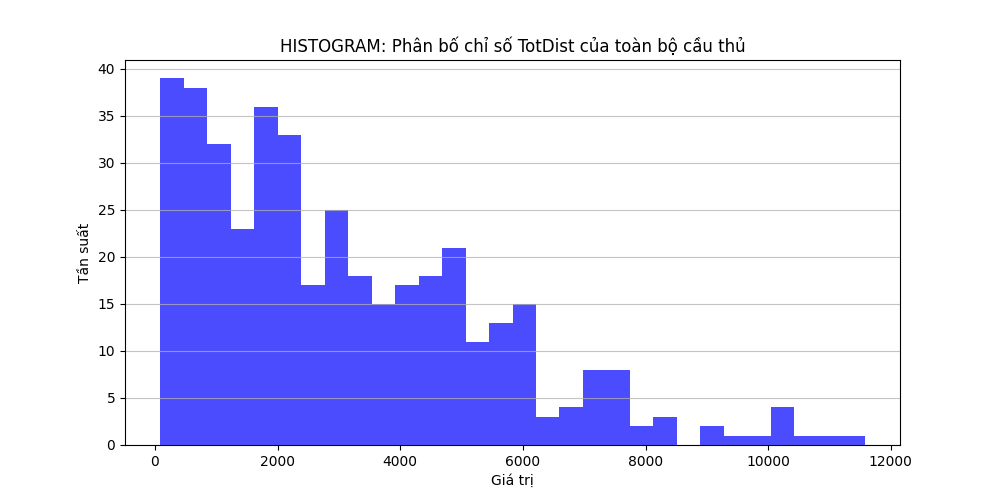 HISTOGRAM: Phân bố chỉ số TotDist của toàn bộ cầu thủ
40
35
30
25
20
15
10
5
0
Tần suất
0 2000 4000 6000 8000 10000 12000
Giá trị